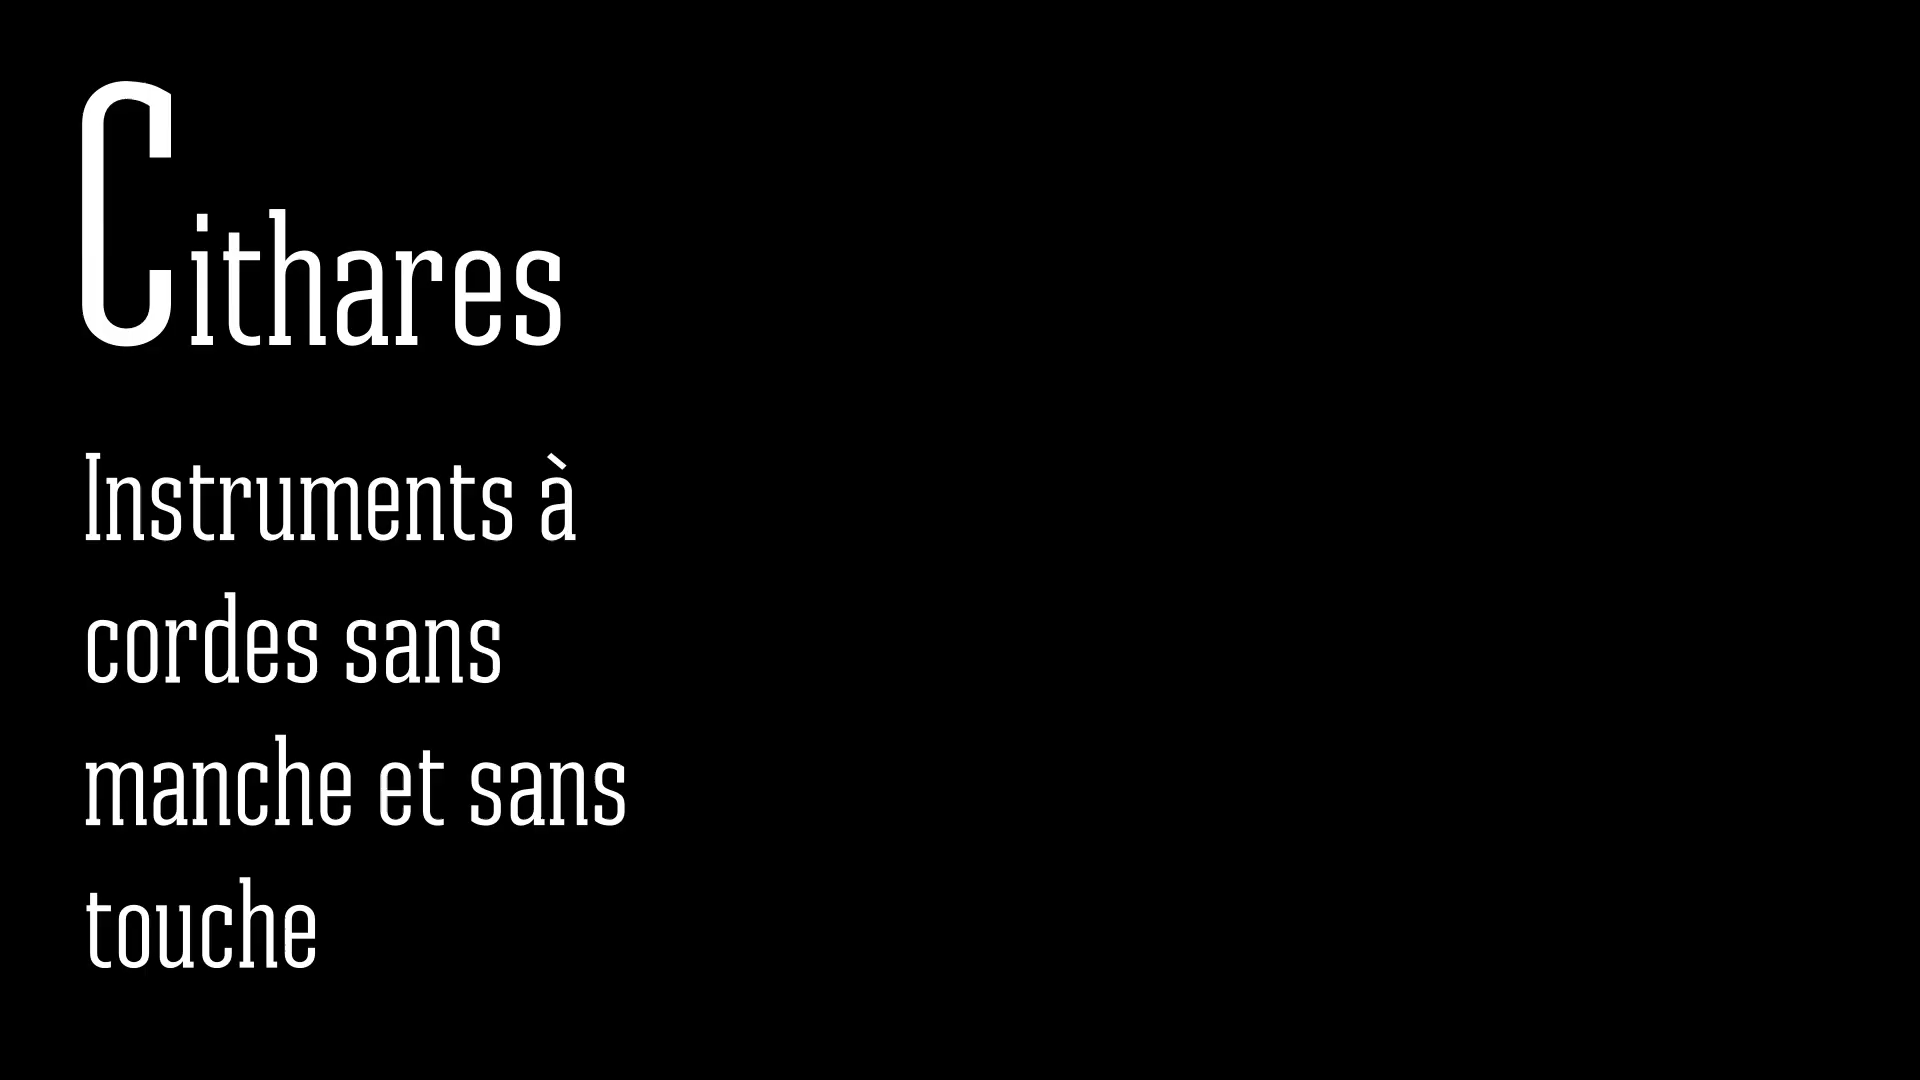 Cithares
Instruments à
cordes sans
manche et sans
touche